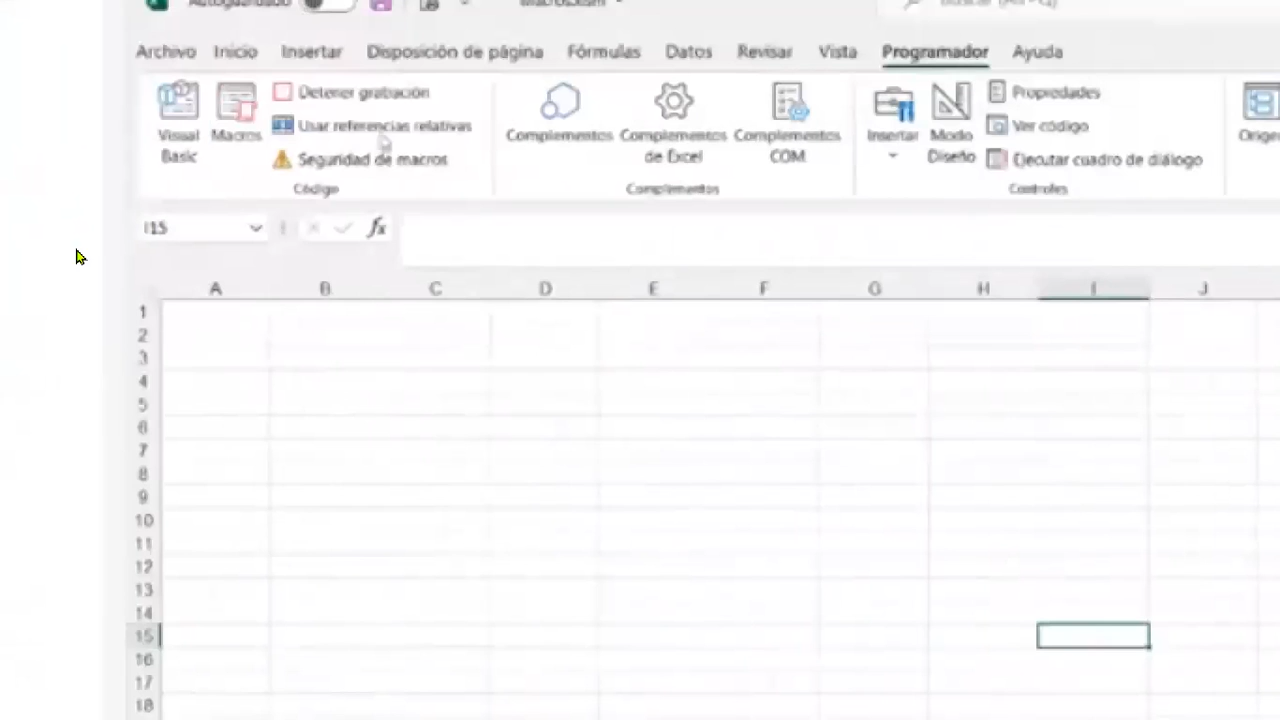 Autoguardado
Archivo Inicio Insertar Disposición de página Fórmulas Datos Revisar Vista Programador Ayuda
Visual Basic
Macros
Detener grabación
Usar referencias relativas
Seguridad de macros
Código
Complementos
Complementos de Excel
Complementos COM
Complementos
Insertar
Modo Diseño
Propiedades
Ver código
Ejecutar cuadro de diálogo
Controles
I15
fx
A B C D E F G H I J
1
2
3
4
5
6
7
8
9
10
11
12
13
14
15
16
17
18